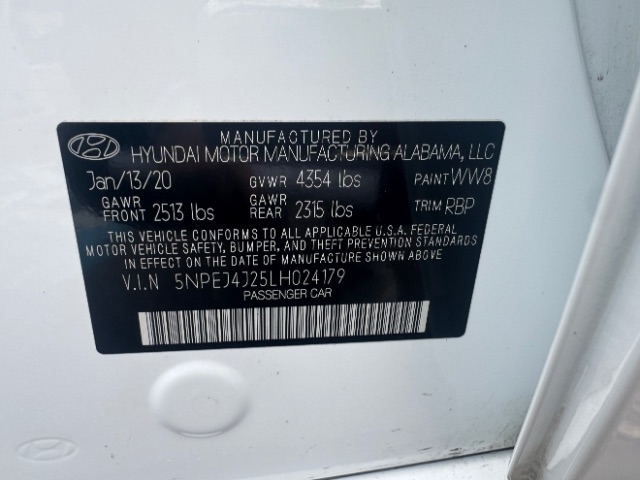 MANUFACTURED BY
HYUNDAI MOTOR MANUFACTURING ALABAMA, LLC
Jan/13/20 GVWR 4354 lbs PAINT WW8
GAWR FRONT 2513 lbs GAWR REAR 2315 lbs TRIM RBP
THIS VEHICLE CONFORMS TO ALL APPLICABLE U.S.A. FEDERAL
MOTOR VEHICLE SAFETY, BUMPER, AND THEFT PREVENTION STANDARDS
IN EFFECT ON THE DATE OF MANUFACTURE SHOWN ABOVE.
V.I.N 5NPEJ4J25LH024179
PASSENGER CAR